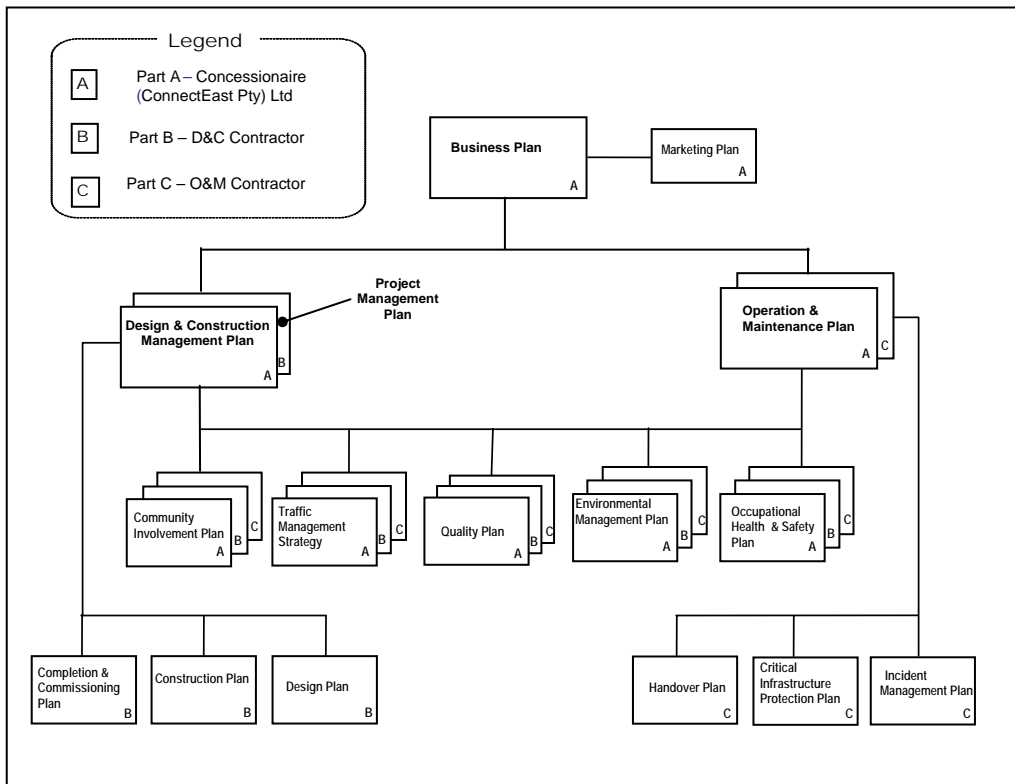 Legend
A
Part A – Concessionaire
(ConnectEast Pty) Ltd
B
Part B – D&C Contractor
C
Part C – O&M Contractor
Business Plan
A
Marketing Plan
A
Project
Management
Plan
Design & Construction
Management Plan
A
B
Operation &
Maintenance Plan
A
C
Community
Involvement Plan
A
B
C
Traffic
Management
Strategy
A
B
C
Quality Plan
A
B
C
Environmental
Management Plan
A
B
C
Occupational
Health & Safety
Plan
A
B
C
Completion &
Commissioning
Plan
B
Construction Plan
B
Design Plan
B
Handover Plan
C
Critical
Infrastructure
Protection Plan
C
Incident
Management Plan
C